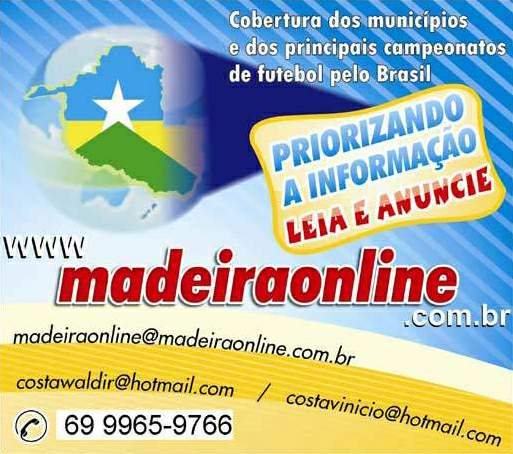 Cobertura dos municípios
e dos principais campeonatos
de futebol pelo Brasil
PRIORIZANDO
A INFORMAÇÃO
LEIA E ANUNCIE
www
madeiraonline
.com.br
madeiraonline@madeiraonline.com.br
costawaldir@hotmail.com / costavinicio@hotmail.com
69 9965-9766